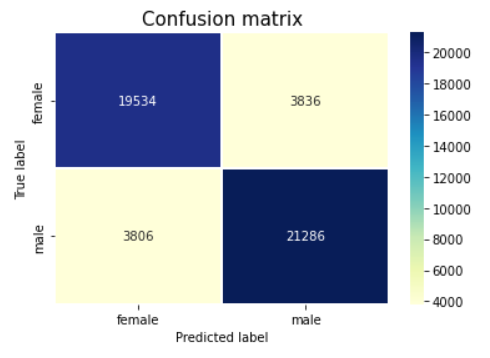 Confusion matrix
female
19534
3836
True label
male
3806
21286
female
male
Predicted label
20000
18000
16000
14000
12000
10000
8000
6000
4000